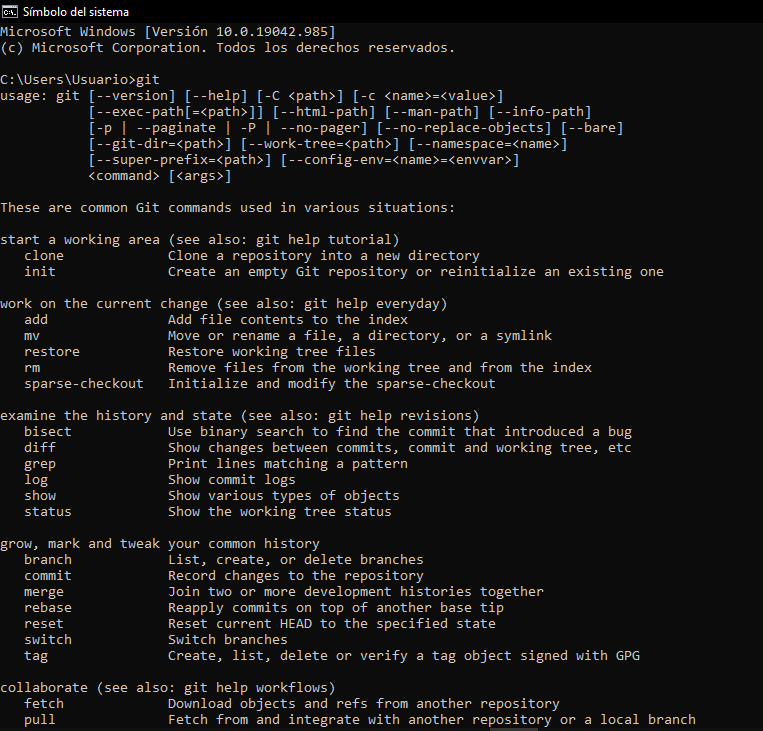 Símbolo del sistema
Microsoft Windows [Versión 10.0.19042.985]
(c) Microsoft Corporation. Todos los derechos reservados.
C:\Users\Usuario>git
usage: git [--version] [--help] [-C <path>] [-c <name>=<value>]
           [--exec-path[=<path>]] [--html-path] [--man-path] [--info-path]
           [-p | --paginate | -P | --no-pager] [--no-replace-objects] [--bare]
           [--git-dir=<path>] [--work-tree=<path>] [--namespace=<name>]
           [--super-prefix=<path>] [--config-env=<name>=<envvar>]
           <command> [<args>]
These are common Git commands used in various situations:
start a working area (see also: git help tutorial)
   clone             Clone a repository into a new directory
   init              Create an empty Git repository or reinitialize an existing one
work on the current change (see also: git help everyday)
   add               Add file contents to the index
   mv                Move or rename a file, a directory, or a symlink
   restore           Restore working tree files
   rm                Remove files from the working tree and from the index
   sparse-checkout   Initialize and modify the sparse-checkout
examine the history and state (see also: git help revisions)
   bisect            Use binary search to find the commit that introduced a bug
   diff              Show changes between commits, commit and working tree, etc
   grep              Print lines matching a pattern
   log               Show commit logs
   show              Show various types of objects
   status            Show the working tree status
grow, mark and tweak your common history
   branch            List, create, or delete branches
   commit            Record changes to the repository
   merge             Join two or more development histories together
   rebase            Reapply commits on top of another base tip
   reset             Reset current HEAD to the specified state
   switch            Switch branches
   tag               Create, list, delete or verify a tag object signed with GPG
collaborate (see also: git help workflows)
   fetch             Download objects and refs from another repository
   pull              Fetch from and integrate with another repository or a local branch